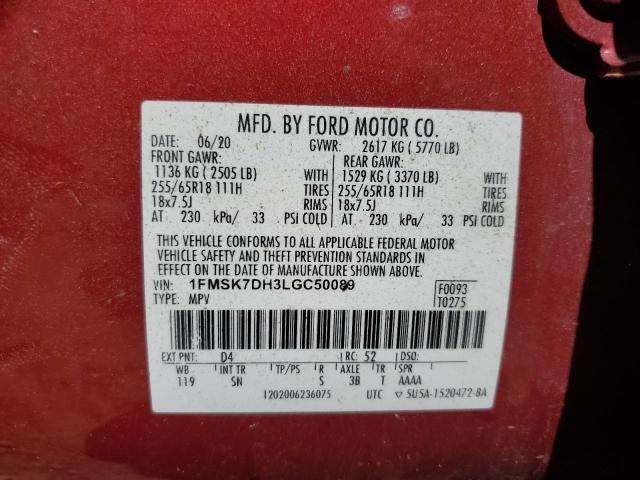 MFD. BY FORD MOTOR CO.
DATE: 06/20 GVWR: 2617 KG ( 5770 LB)
FRONT GAWR: REAR GAWR:
1136 KG ( 2505 LB) 1529 KG ( 3370 LB)
255/65R18 111H TIRES 255/65R18 111H TIRES
18x7.5J RIMS 18x7.5J RIMS
AT 230 kPa/ 33 PSI COLD AT 230 kPa/ 33 PSI COLD
THIS VEHICLE CONFORMS TO ALL APPLICABLE FEDERAL MOTOR
VEHICLE SAFETY AND THEFT PREVENTION STANDARDS IN
EFFECT ON THE DATE OF MANUFACTURE SHOWN ABOVE.
VIN: 1FMSK7DH3LGC50089 F0093
TYPE: MPV T0275
EXT PNT: D4 RC: 52 DSO:
WB INT TR TP/PS R AXLE TR SPR
119 SN S 3B T AAAA
1202006236075 UTC ▽ 5U5A-1520472-BA